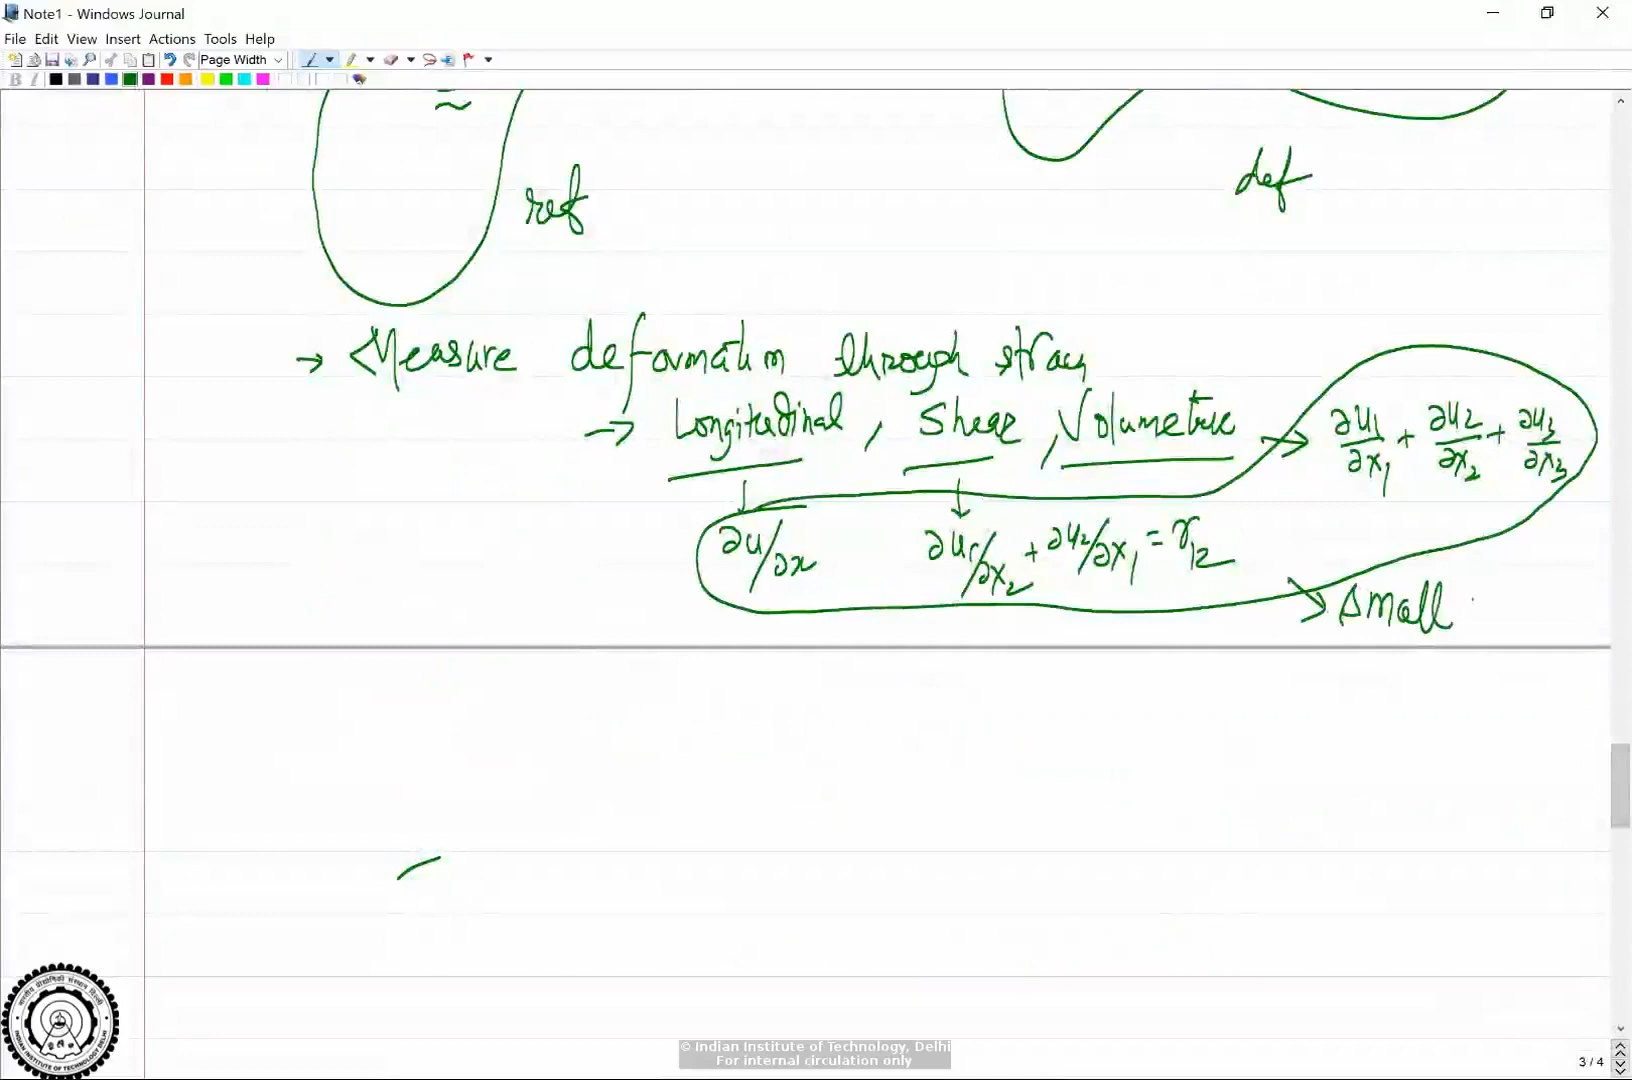 Note1 - Windows Journal
File Edit View Insert Actions Tools Help
Page Width
B I
≈
ref
def
→ Measure deformation through strain
→ Longitudinal, Shear, Volumetric → ∂u₁/∂x₁ + ∂u₂/∂x₂ + ∂u₃/∂x₃
∂u/∂x ∂u₁/∂x₂ + ∂u₂/∂x₁ = γ₁₂
→ small
© Indian Institute of Technology, Delhi
For internal circulation only
3 / 4